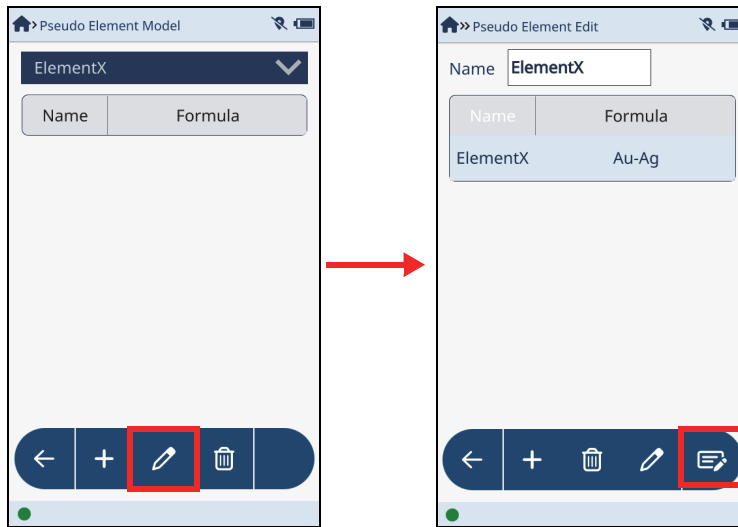 Pseudo Element Model
ElementX
Name Formula
Pseudo Element Edit
Name ElementX
Name Formula
ElementX Au-Ag